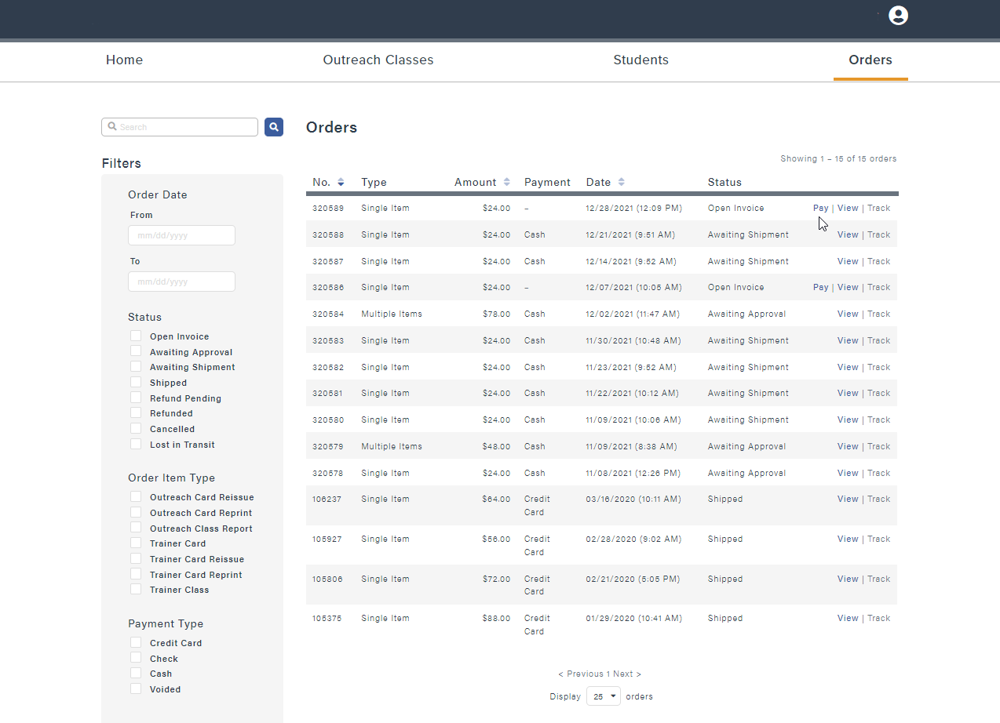 Home Outreach Classes Students Orders
Search
Orders
Showing 1 – 15 of 15 orders
Filters
Order Date
From
mm/dd/yyyy
To
mm/dd/yyyy
Status
Open Invoice
Awaiting Approval
Awaiting Shipment
Shipped
Refund Pending
Refunded
Cancelled
Lost in Transit
Order Item Type
Outreach Card Reissue
Outreach Card Reprint
Outreach Class Report
Trainer Card
Trainer Card Reissue
Trainer Card Reprint
Trainer Class
Payment Type
Credit Card
Check
Cash
Voided
No. Type Amount Payment Date Status
320589 Single Item $24.00 – 12/28/2021 (12:09 PM) Open Invoice Pay | View | Track
320588 Single Item $24.00 Cash 12/21/2021 (9:51 AM) Awaiting Shipment View | Track
320587 Single Item $24.00 Cash 12/14/2021 (9:52 AM) Awaiting Shipment View | Track
320586 Single Item $24.00 – 12/07/2021 (10:05 AM) Open Invoice Pay | View | Track
320584 Multiple Items $78.00 Cash 12/02/2021 (11:47 AM) Awaiting Approval View | Track
320583 Single Item $24.00 Cash 11/30/2021 (10:48 AM) Awaiting Shipment View | Track
320582 Single Item $24.00 Cash 11/23/2021 (9:52 AM) Awaiting Shipment View | Track
320581 Single Item $24.00 Cash 11/22/2021 (10:12 AM) Awaiting Shipment View | Track
320580 Single Item $24.00 Cash 11/09/2021 (10:06 AM) Awaiting Shipment View | Track
320579 Multiple Items $48.00 Cash 11/09/2021 (8:38 AM) Awaiting Approval View | Track
320578 Single Item $24.00 Cash 11/08/2021 (12:26 PM) Awaiting Approval View | Track
106237 Single Item $64.00 Credit Card 03/16/2020 (10:11 AM) Shipped View | Track
105927 Single Item $56.00 Credit Card 02/28/2020 (9:02 AM) Shipped View | Track
105806 Single Item $72.00 Credit Card 02/21/2020 (5:05 PM) Shipped View | Track
105375 Single Item $88.00 Credit Card 01/29/2020 (10:41 AM) Shipped View | Track
< Previous 1 Next >
Display 25 orders